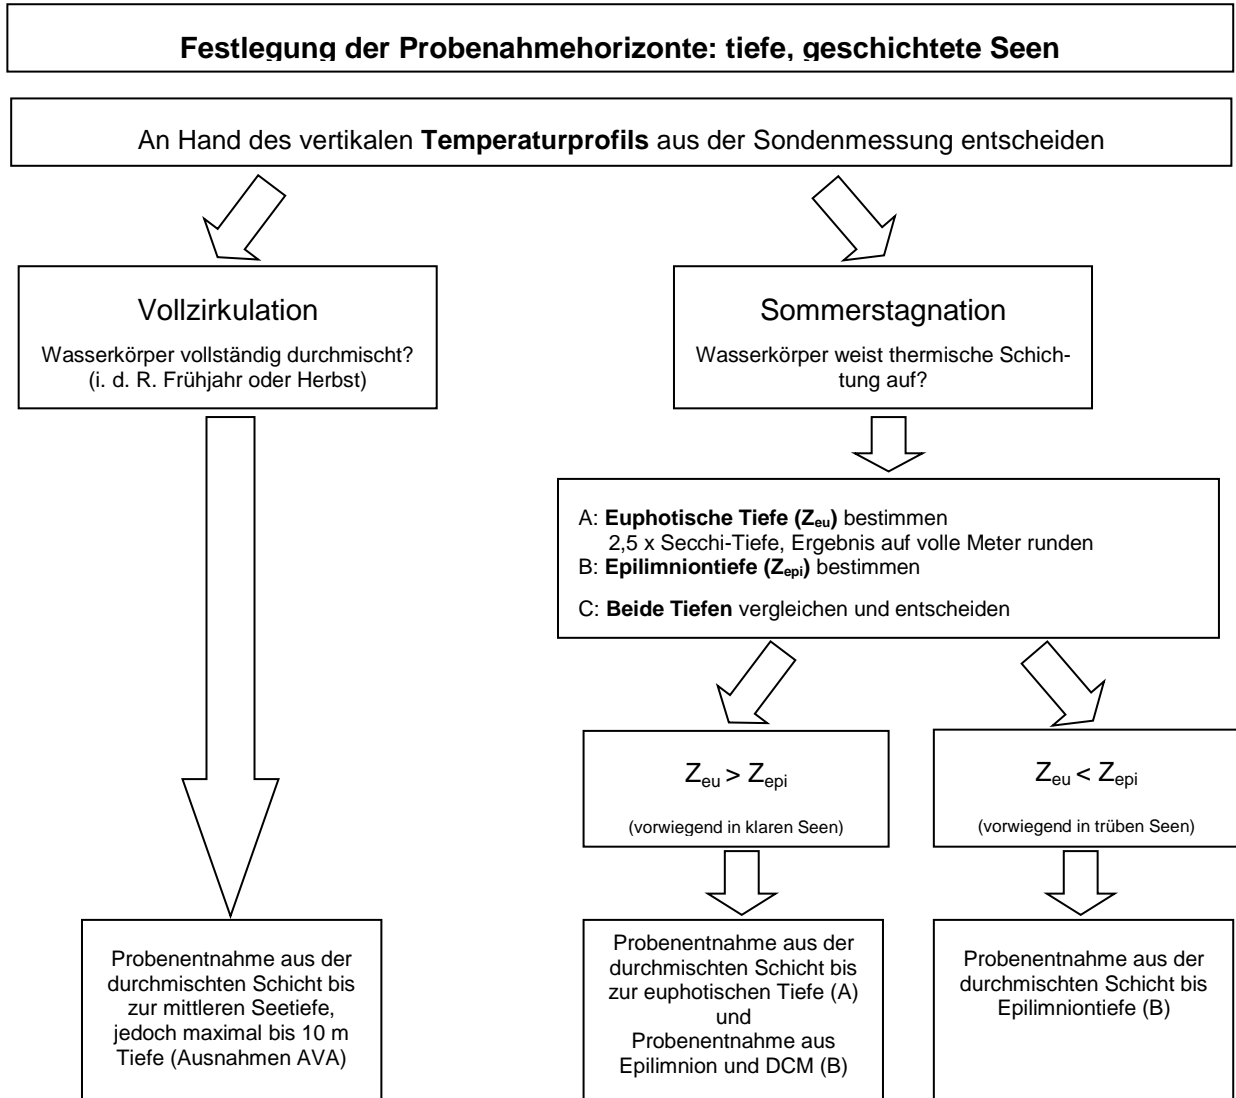 Festlegung der Probenahmehorizonte: tiefe, geschichtete Seen
An Hand des vertikalen Temperaturprofils aus der Sondenmessung entscheiden
Vollzirkulation
Wasserkörper vollständig durchmischt?
(i. d. R. Frühjahr oder Herbst)
Sommerstagnation
Wasserkörper weist thermische Schich-
tung auf?
A: Euphotische Tiefe (Zeu) bestimmen
2,5 x Secchi-Tiefe, Ergebnis auf volle Meter runden
B: Epilimniontiefe (Zepi) bestimmen
C: Beide Tiefen vergleichen und entscheiden
Zeu > Zepi
(vorwiegend in klaren Seen)
Zeu < Zepi
(vorwiegend in trüben Seen)
Probenentnahme aus der
durchmischten Schicht bis
zur mittleren Seetiefe,
jedoch maximal bis 10 m
Tiefe (Ausnahmen AVA)
Probenentnahme aus der
durchmischten Schicht bis
zur euphotischen Tiefe (A)
und
Probenentnahme aus
Epilimnion und DCM (B)
Probenentnahme aus der
durchmischten Schicht bis
Epilimniontiefe (B)